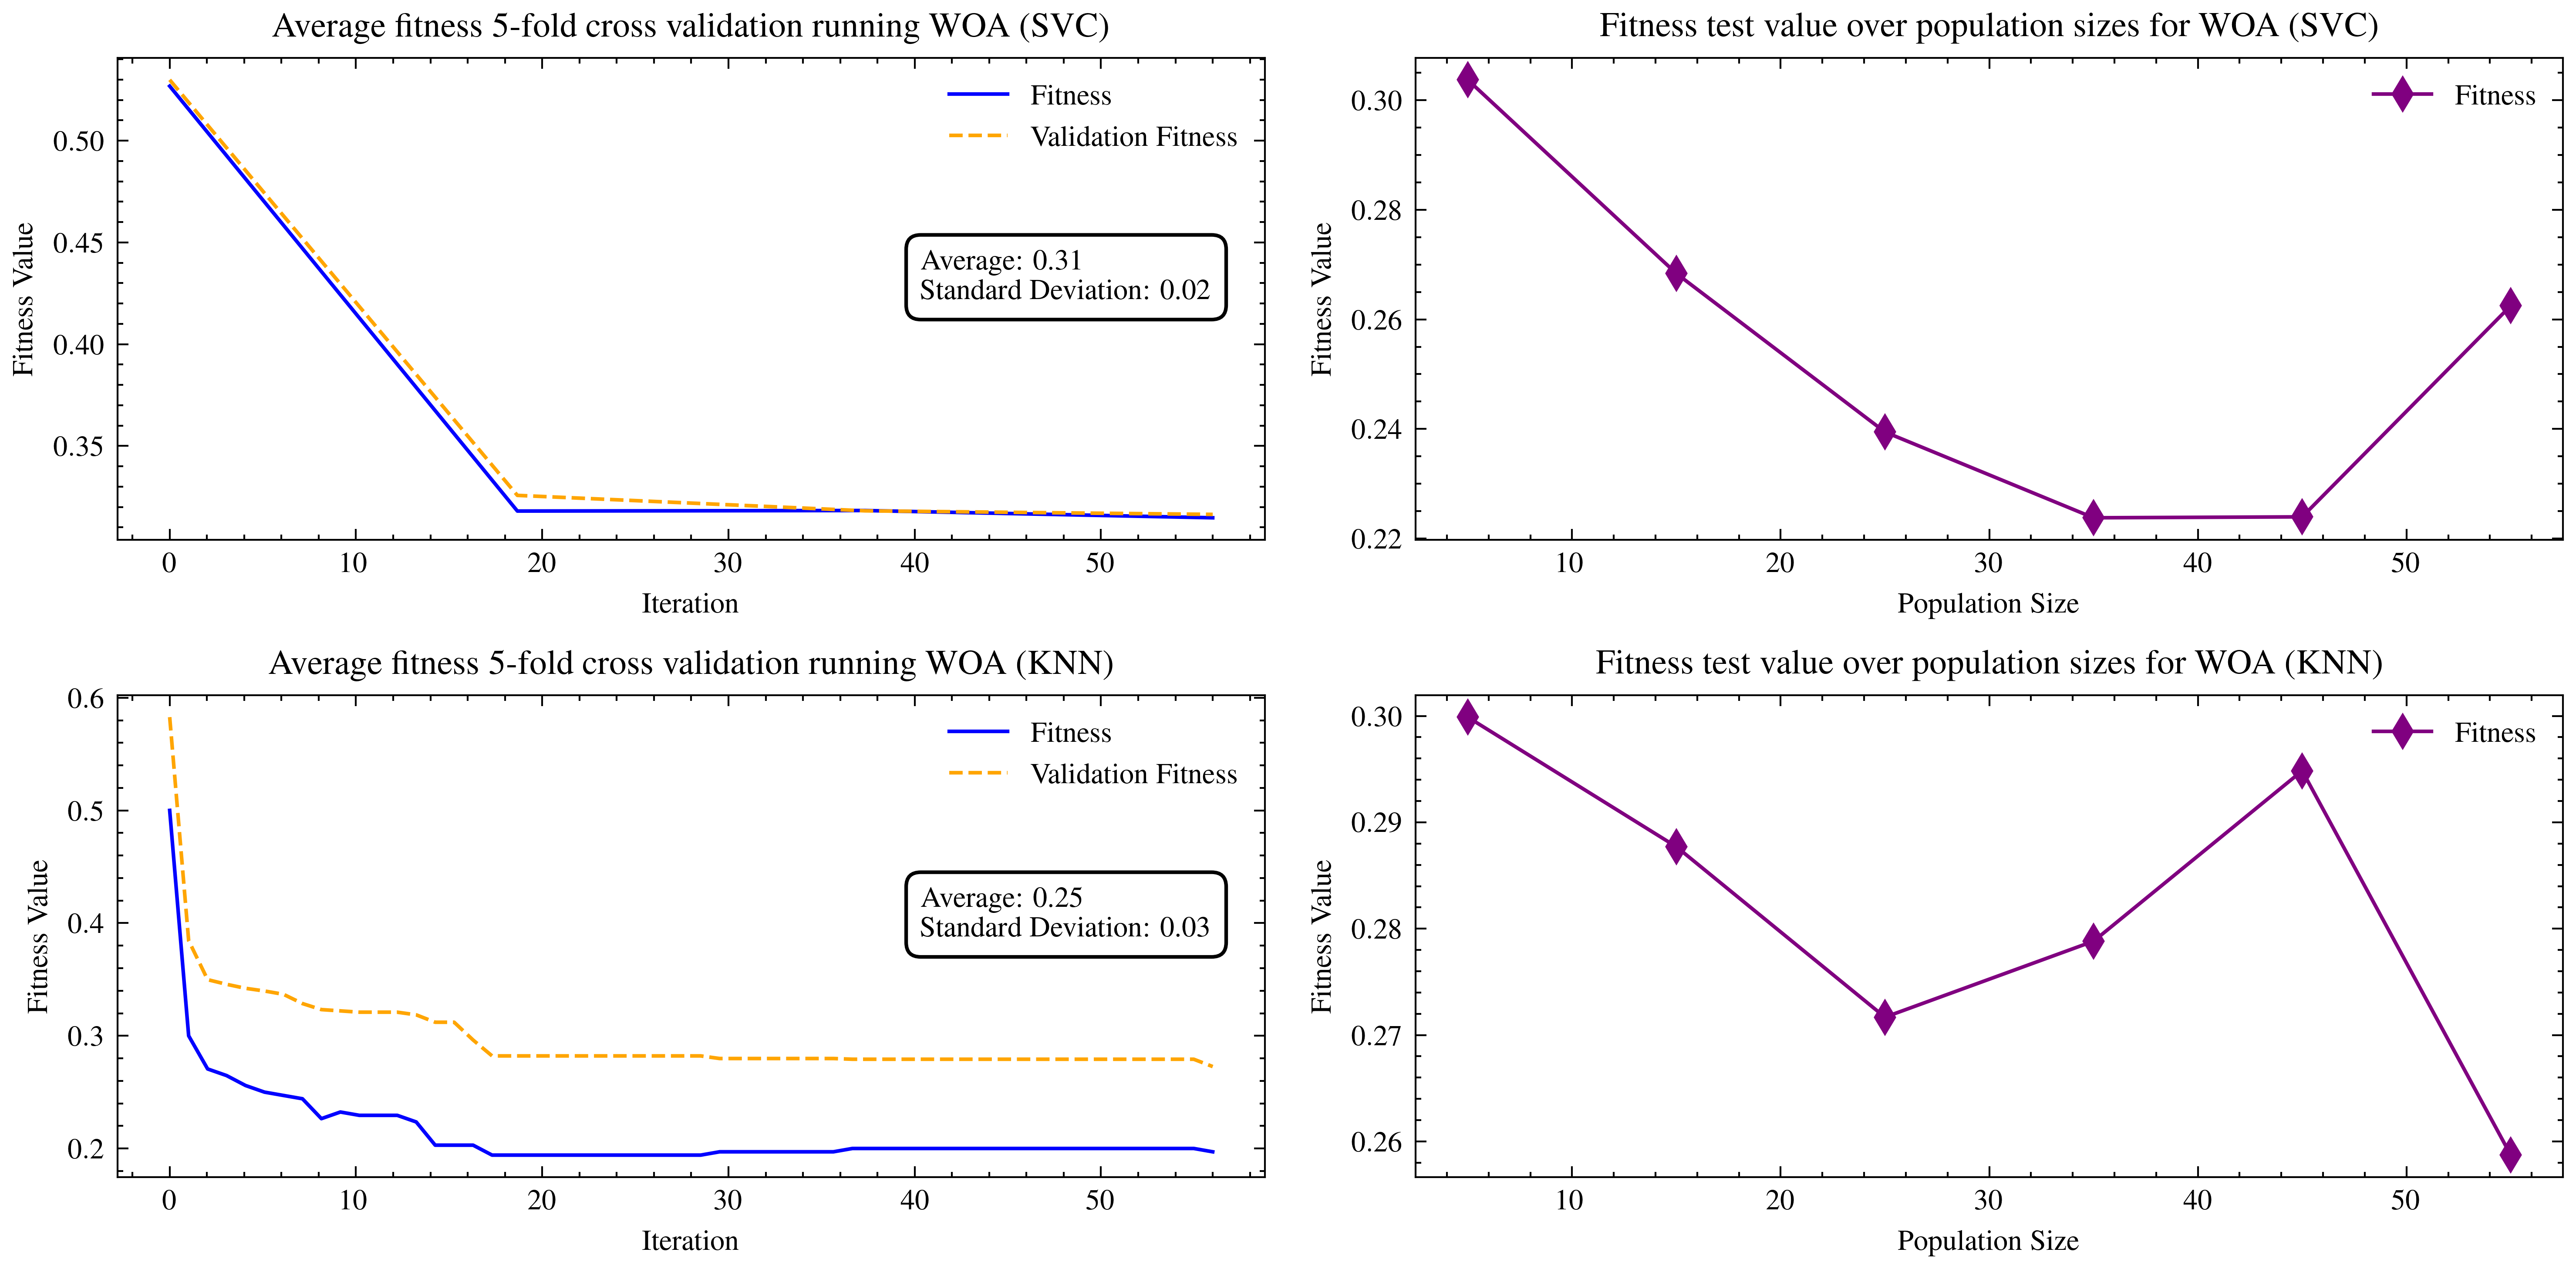 Average fitness 5-fold cross validation running WOA (SVC)
Fitness Value
0.50
0.45
0.40
0.35
Fitness
Validation Fitness
Average: 0.31
Standard Deviation: 0.02
0 10 20 30 40 50
Iteration
Fitness test value over population sizes for WOA (SVC)
Fitness Value
0.30
0.28
0.26
0.24
0.22
Fitness
10 20 30 40 50
Population Size
Average fitness 5-fold cross validation running WOA (KNN)
Fitness Value
0.6
0.5
0.4
0.3
0.2
Fitness
Validation Fitness
Average: 0.25
Standard Deviation: 0.03
0 10 20 30 40 50
Iteration
Fitness test value over population sizes for WOA (KNN)
Fitness Value
0.30
0.29
0.28
0.27
0.26
Fitness
10 20 30 40 50
Population Size